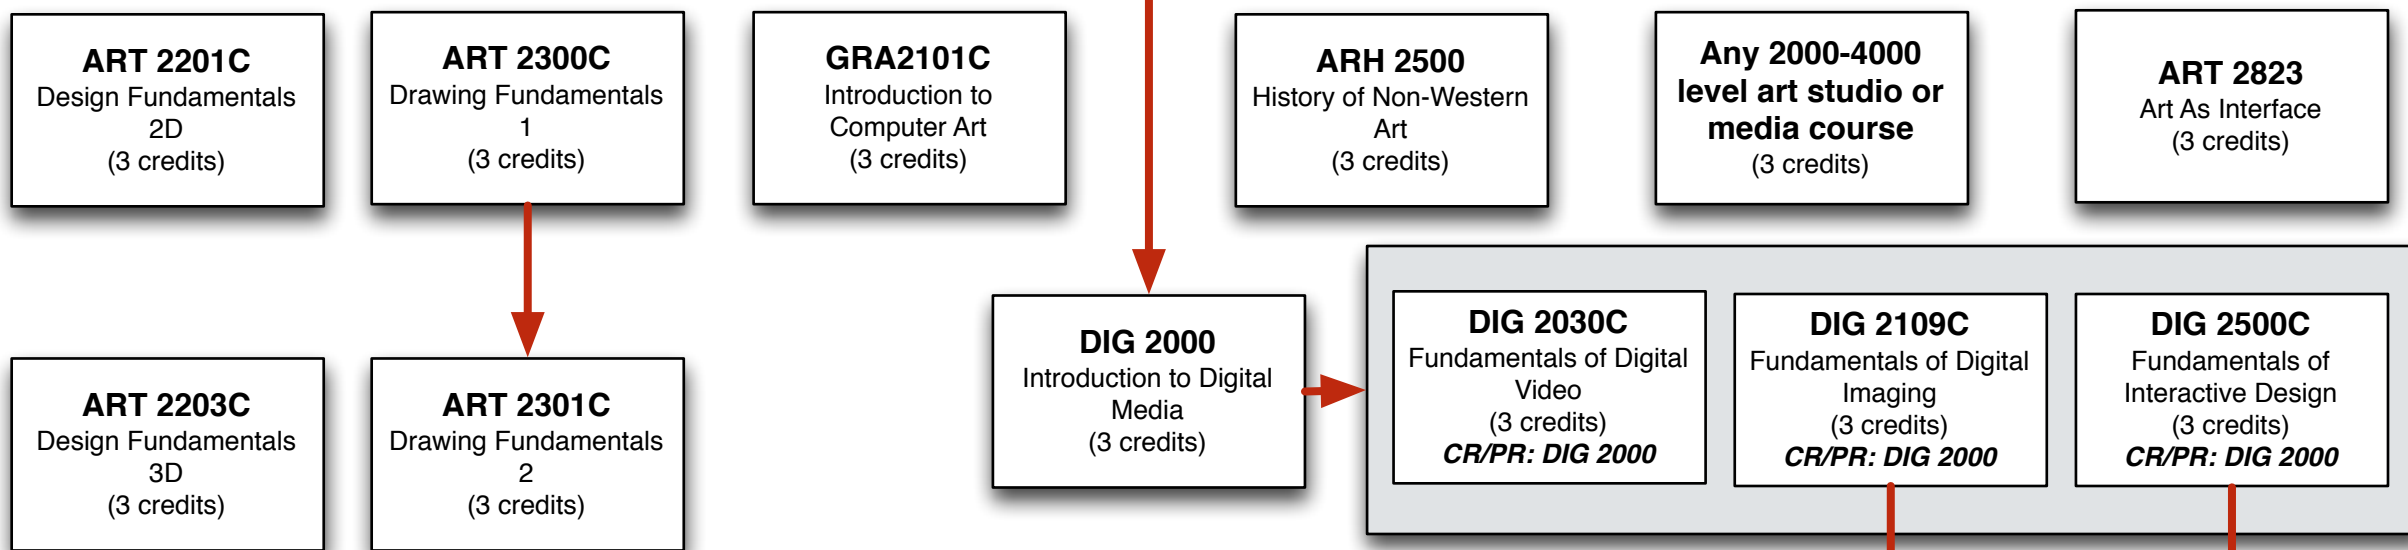 ART 2201C
Design Fundamentals
2D
(3 credits)
ART 2300C
Drawing Fundamentals
1
(3 credits)
GRA2101C
Introduction to
Computer Art
(3 credits)
ARH 2500
History of Non-Western
Art
(3 credits)
Any 2000-4000
level art studio or
media course
(3 credits)
ART 2823
Art As Interface
(3 credits)
ART 2203C
Design Fundamentals
3D
(3 credits)
ART 2301C
Drawing Fundamentals
2
(3 credits)
DIG 2000
Introduction to Digital
Media
(3 credits)
DIG 2030C
Fundamentals of Digital
Video
(3 credits)
CR/PR: DIG 2000
DIG 2109C
Fundamentals of Digital
Imaging
(3 credits)
CR/PR: DIG 2000
DIG 2500C
Fundamentals of
Interactive Design
(3 credits)
CR/PR: DIG 2000